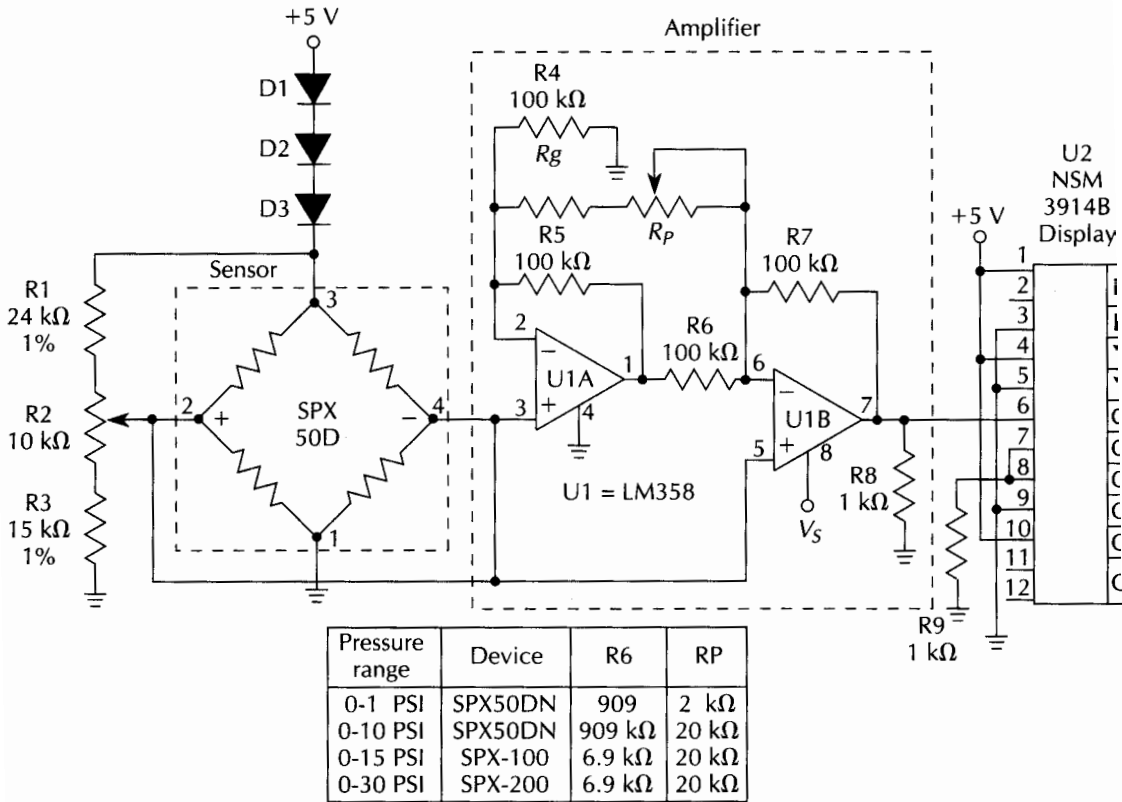 +5 V
Amplifier
D1
D2
D3
R4
100 kΩ
Rg
R5
100 kΩ
RP
R7
100 kΩ
U2
NSM
3914B
Display
+5 V
Sensor
R1
24 kΩ
1%
R2
10 kΩ
R3
15 kΩ
1%
3
2
+
SPX
50D
−
4
1
2
−
U1A
3
+
1
4
R6
100 kΩ
6
−
U1B
7
5
+
8
VS
U1 = LM358
R8
1 kΩ
R9
1 kΩ
1
2
3
4
5
6
7
8
9
10
11
12
Pressure range Device R6 RP
0-1 PSI SPX50DN 909 2 kΩ
0-10 PSI SPX50DN 909 kΩ 20 kΩ
0-15 PSI SPX-100 6.9 kΩ 20 kΩ
0-30 PSI SPX-200 6.9 kΩ 20 kΩ